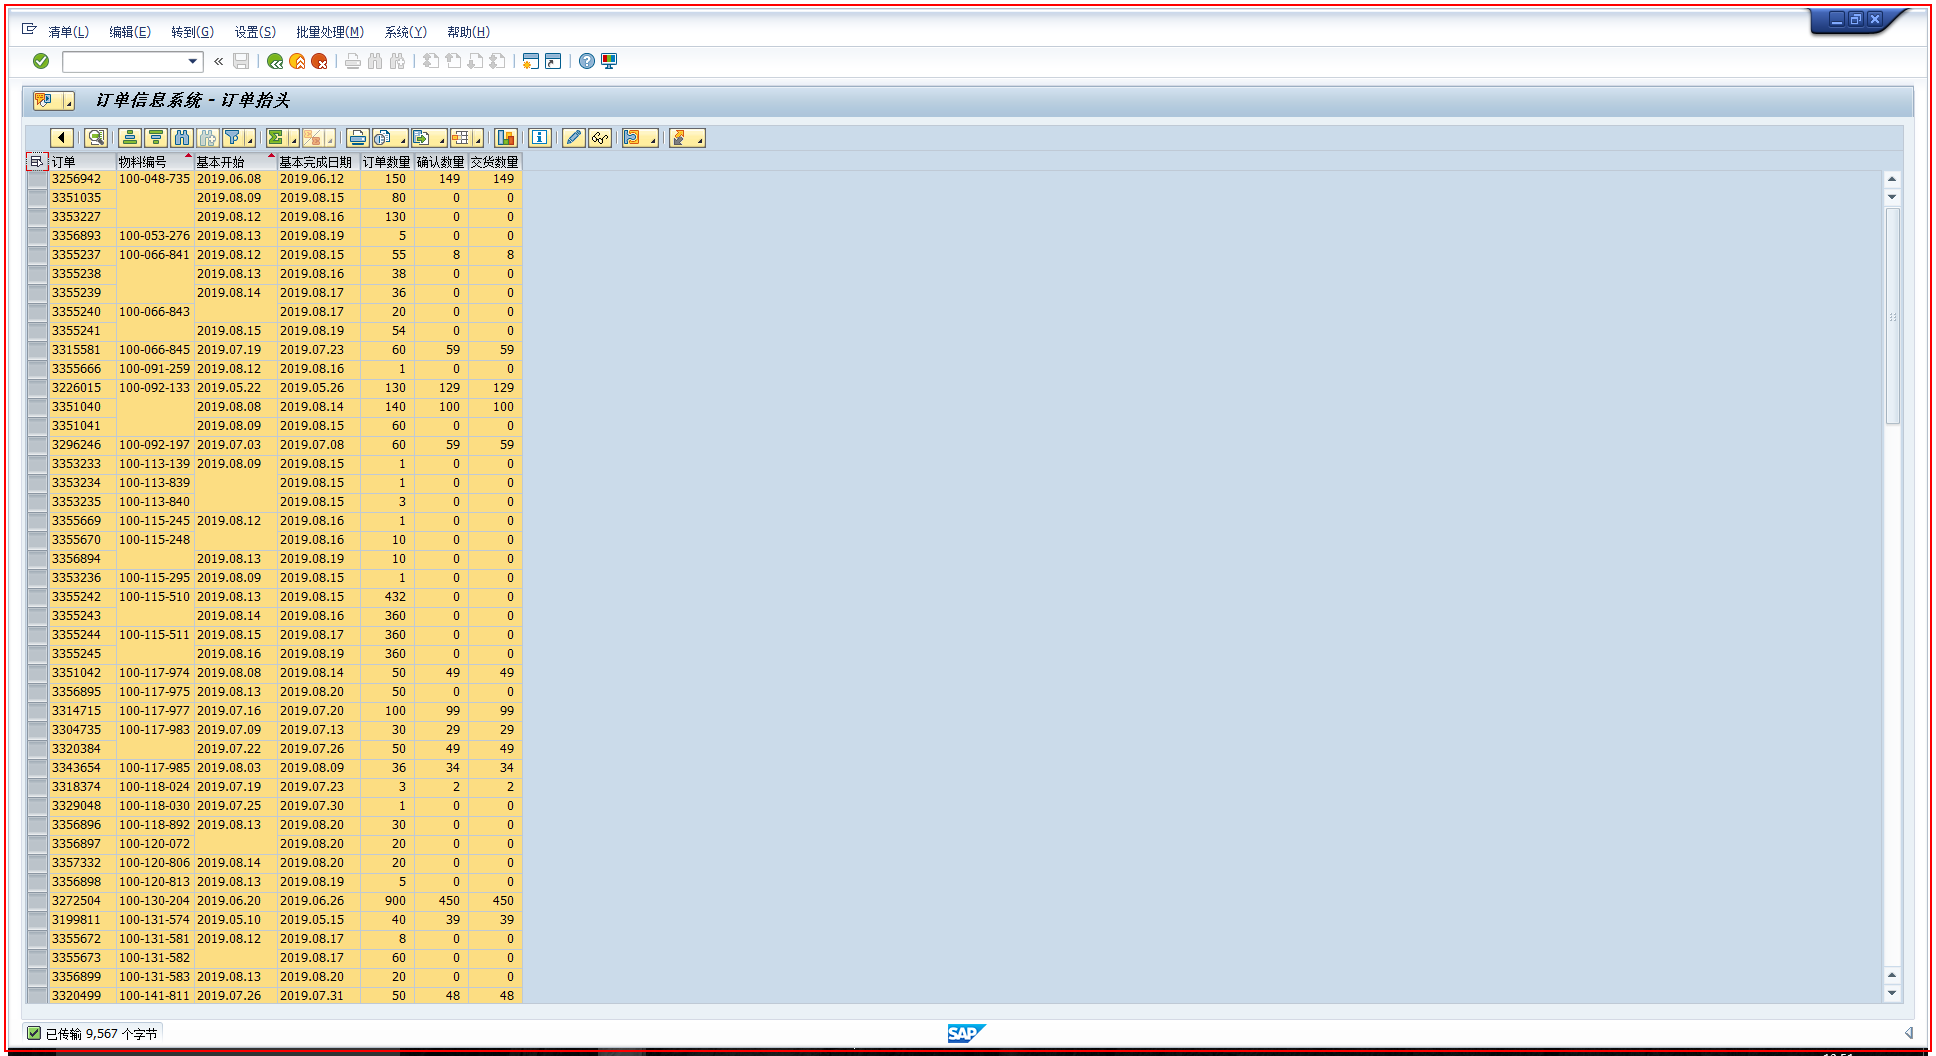 清单(L) 编辑(E) 转到(G) 设置(S) 批量处理(M) 系统(Y) 帮助(H)
订单信息系统 - 订单抬头
订单 物料编号 基本开始 基本完成日期 订单数量 确认数量 交货数量
3256942 100-048-735 2019.06.08 2019.06.12 150 149 149
3351035 2019.08.09 2019.08.15 80 0 0
3353227 2019.08.12 2019.08.16 130 0 0
3356893 100-053-276 2019.08.13 2019.08.19 5 0 0
3355237 100-066-841 2019.08.12 2019.08.15 55 8 8
3355238 2019.08.13 2019.08.16 38 0 0
3355239 2019.08.14 2019.08.17 36 0 0
3355240 100-066-843 2019.08.17 20 0 0
3355241 2019.08.15 2019.08.19 54 0 0
3315581 100-066-845 2019.07.19 2019.07.23 60 59 59
3355666 100-091-259 2019.08.12 2019.08.16 1 0 0
3226015 100-092-133 2019.05.22 2019.05.26 130 129 129
3351040 2019.08.08 2019.08.14 140 100 100
3351041 2019.08.09 2019.08.15 60 0 0
3296246 100-092-197 2019.07.03 2019.07.08 60 59 59
3353233 100-113-139 2019.08.09 2019.08.15 1 0 0
3353234 100-113-839 2019.08.15 1 0 0
3353235 100-113-840 2019.08.15 3 0 0
3355669 100-115-245 2019.08.12 2019.08.16 1 0 0
3355670 100-115-248 2019.08.16 10 0 0
3356894 2019.08.13 2019.08.19 10 0 0
3353236 100-115-295 2019.08.09 2019.08.15 1 0 0
3355242 100-115-510 2019.08.13 2019.08.15 432 0 0
3355243 2019.08.14 2019.08.16 360 0 0
3355244 100-115-511 2019.08.15 2019.08.17 360 0 0
3355245 2019.08.16 2019.08.19 360 0 0
3351042 100-117-974 2019.08.08 2019.08.14 50 49 49
3356895 100-117-975 2019.08.13 2019.08.20 50 0 0
3314715 100-117-977 2019.07.16 2019.07.20 100 99 99
3304735 100-117-983 2019.07.09 2019.07.13 30 29 29
3320384 2019.07.22 2019.07.26 50 49 49
3343654 100-117-985 2019.08.03 2019.08.09 36 34 34
3318374 100-118-024 2019.07.19 2019.07.23 3 2 2
3329048 100-118-030 2019.07.25 2019.07.30 1 0 0
3356896 100-118-892 2019.08.13 2019.08.20 30 0 0
3356897 100-120-072 2019.08.20 20 0 0
3357332 100-120-806 2019.08.14 2019.08.20 20 0 0
3356898 100-120-813 2019.08.13 2019.08.19 5 0 0
3272504 100-130-204 2019.06.20 2019.06.26 900 450 450
3199811 100-131-574 2019.05.10 2019.05.15 40 39 39
3355672 100-131-581 2019.08.12 2019.08.17 8 0 0
3355673 100-131-582 2019.08.17 60 0 0
3356899 100-131-583 2019.08.13 2019.08.20 20 0 0
3320499 100-141-811 2019.07.26 2019.07.31 50 48 48
已传输 9,567 个字节
SAP